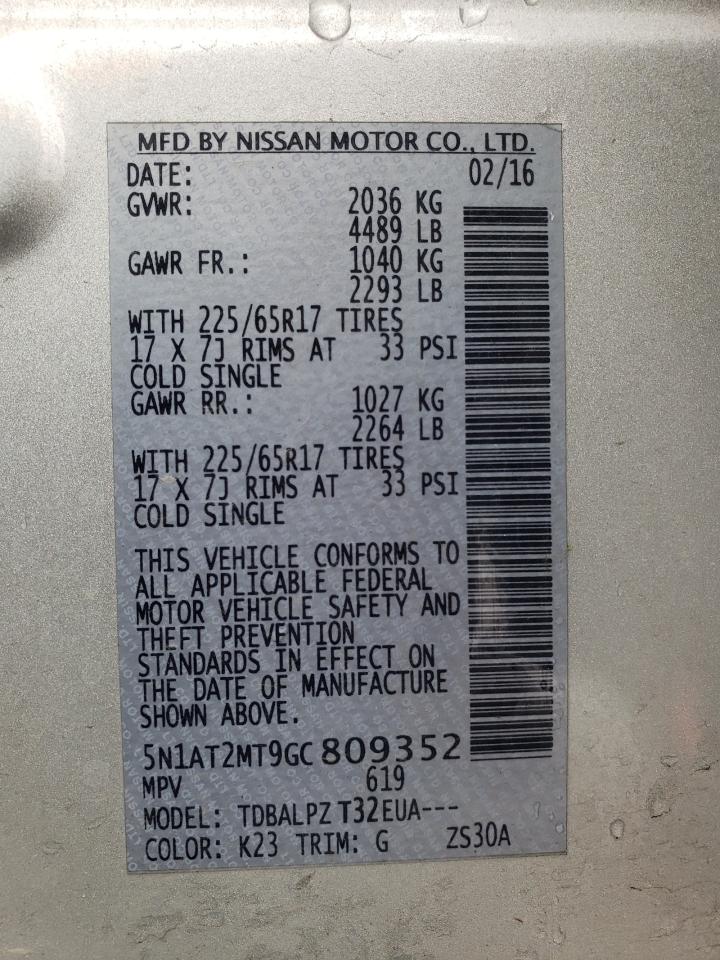 MFD BY NISSAN MOTOR CO., LTD.
DATE: 02/16
GVWR: 2036 KG
4489 LB
GAWR FR.: 1040 KG
2293 LB
WITH 225/65R17 TIRES
17 X 7J RIMS AT 33 PSI
COLD SINGLE
GAWR RR.: 1027 KG
2264 LB
WITH 225/65R17 TIRES
17 X 7J RIMS AT 33 PSI
COLD SINGLE
THIS VEHICLE CONFORMS TO
ALL APPLICABLE FEDERAL
MOTOR VEHICLE SAFETY AND
THEFT PREVENTION
STANDARDS IN EFFECT ON
THE DATE OF MANUFACTURE
SHOWN ABOVE.
5N1AT2MT9GC809352
MPV 619
MODEL: TDBALPZ T32EUA---
COLOR: K23 TRIM: G ZS30A